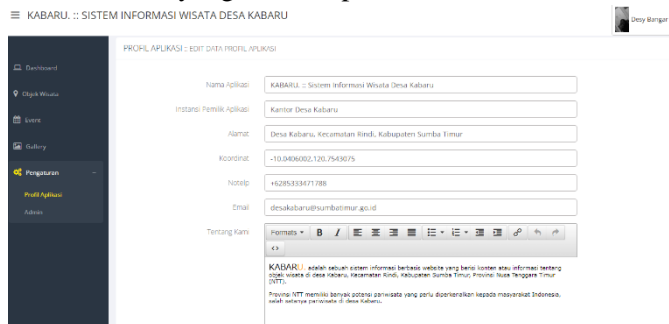 KABARU. :: SISTEM INFORMASI WISATA DESA KABARU
Desy Bangar
PROFIL APLIKASI :: EDIT DATA PROFIL APLIKASI
Dashboard
Objek Wisata
Event
Gallery
Pengaturan
Profil Aplikasi
Admin
Nama Aplikasi KABARU. :: Sistem Informasi Wisata Desa Kabaru
Instansi Pemilik Aplikasi Kantor Desa Kabaru
Alamat Desa Kabaru, Kecamatan Rindi, Kabupaten Sumba Timur
Koordinat -10.0406002,120.7543075
Notelp +6285333471788
Email desakabaru@sumbatimur.go.id
Tentang Kami Formats B I
KABARU. adalah sebuah sistem informasi berbasis website yang berisi konten atau informasi tentang
objek wisata di desa Kabaru, Kecamatan Rindi, Kabupaten Sumba Timur, Provinsi Nusa Tenggara Timur
(NTT).
Provinsi NTT memiliki banyak potensi pariwisata yang perlu diperkenalkan kepada masyarakat Indonesia,
salah satunya pariwisata di desa Kabaru.